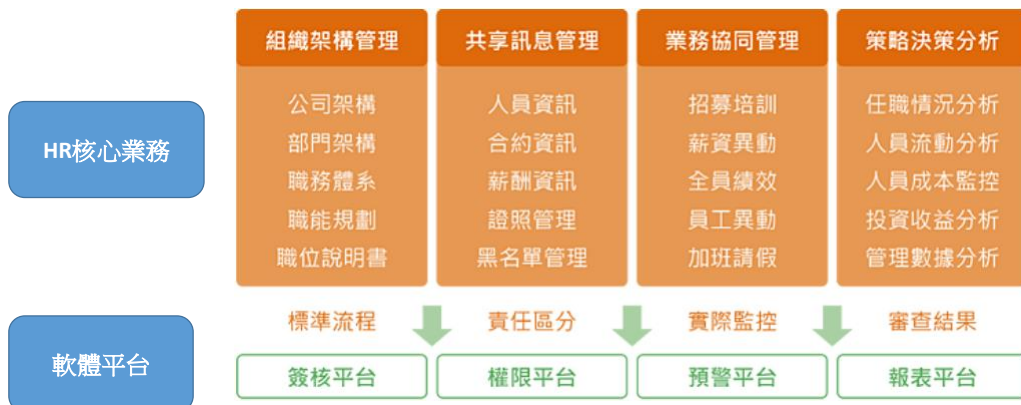 組織架構管理
共享訊息管理
業務協同管理
策略決策分析
HR核心業務
公司架構
部門架構
職務體系
職能規劃
職位說明書
人員資訊
合約資訊
薪酬資訊
證照管理
黑名單管理
招募培訓
薪資異動
全員績效
員工異動
加班請假
任職情況分析
人員流動分析
人員成本監控
投資收益分析
管理數據分析
標準流程
責任區分
實際監控
審查結果
軟體平台
簽核平台
權限平台
預警平台
報表平台